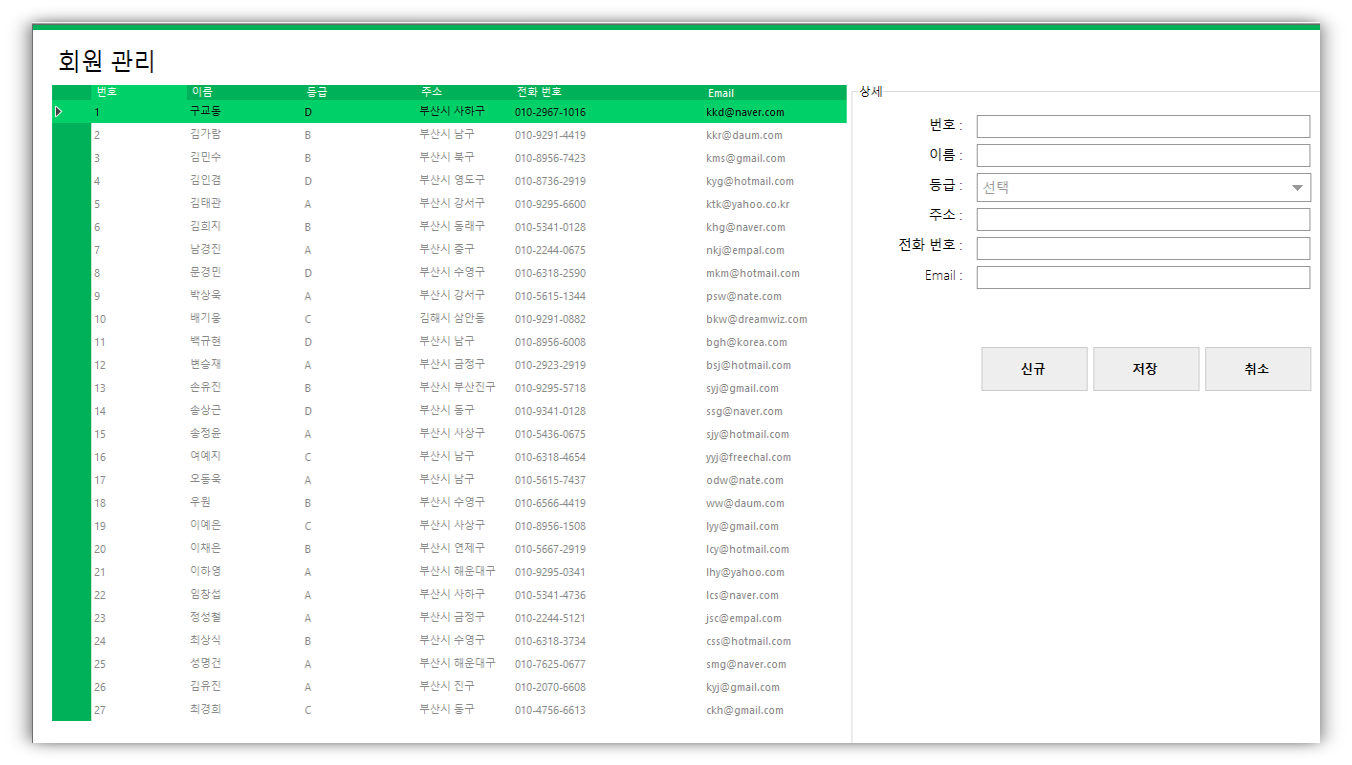 회원 관리
번호 이름 등급 주소 전화 번호 Email
1 구교동 D 부산시 사하구 010-2967-1016 kkd@naver.com
2 김가람 B 부산시 남구 010-9291-4419 kkr@daum.com
3 김민수 B 부산시 북구 010-8956-7423 kms@gmail.com
4 김인겸 D 부산시 영도구 010-8736-2919 kyg@hotmail.com
5 김태관 A 부산시 강서구 010-9295-6600 ktk@yahoo.co.kr
6 김희지 B 부산시 동래구 010-5341-0128 khg@naver.com
7 남경진 A 부산시 중구 010-2244-0675 nkj@empal.com
8 문경민 D 부산시 수영구 010-6318-2590 mkm@hotmail.com
9 박상욱 A 부산시 강서구 010-5615-1344 psw@nate.com
10 배기웅 C 김해시 삼안동 010-9291-0882 bkw@dreamwiz.com
11 백규현 D 부산시 남구 010-8956-6008 bgh@korea.com
12 변승재 A 부산시 금정구 010-2923-2919 bsj@hotmail.com
13 손유진 B 부산시 부산진구 010-9295-5718 syj@gmail.com
14 송상근 D 부산시 동구 010-9341-0128 ssg@naver.com
15 송정윤 A 부산시 사상구 010-5436-0675 sjy@hotmail.com
16 여예지 C 부산시 남구 010-6318-4654 yyj@freechal.com
17 오동욱 A 부산시 남구 010-5615-7437 odw@nate.com
18 우원 B 부산시 수영구 010-6566-4419 ww@daum.com
19 이예은 C 부산시 사상구 010-8956-1508 lyy@gmail.com
20 이채은 B 부산시 연제구 010-5667-2919 lcy@hotmail.com
21 이하영 A 부산시 해운대구 010-9295-0341 lhy@yahoo.com
22 임창섭 A 부산시 사하구 010-5341-4736 lcs@naver.com
23 정성철 A 부산시 금정구 010-2244-5121 jsc@empal.com
24 최상식 B 부산시 수영구 010-6318-3734 css@hotmail.com
25 성명건 A 부산시 해운대구 010-7625-0677 smg@naver.com
26 김유진 A 부산시 진구 010-2070-6608 kyj@gmail.com
27 최경희 C 부산시 동구 010-4756-6613 ckh@gmail.com
상세
번호 :
이름 :
등급 : 선택
주소 :
전화 번호 :
Email :
신규 저장 취소